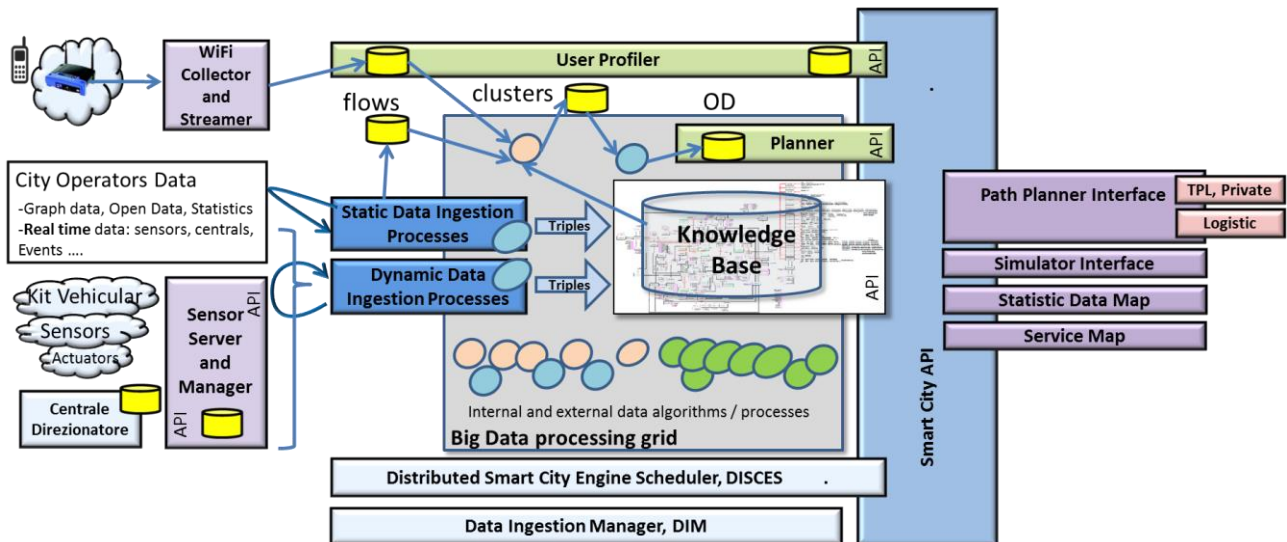 WiFi
Collector
and
Streamer
User Profiler
API
flows
clusters
OD
Planner
API
City Operators Data
-Graph data, Open Data, Statistics
-Real time data: sensors, centrals,
Events ....
Static Data Ingestion
Processes
Triples
Dynamic Data
Ingestion Processes
Triples
Knowledge
Base
API
Kit Vehicular
Sensors
Actuators
Centrale
Direzionatore
API
Sensor
Server
and
Manager
API
Internal and external data algorithms / processes
Big Data processing grid
Distributed Smart City Engine Scheduler, DISCES .
Data Ingestion Manager, DIM
.
Smart City API
Path Planner Interface
TPL, Private
Logistic
Simulator Interface
Statistic Data Map
Service Map